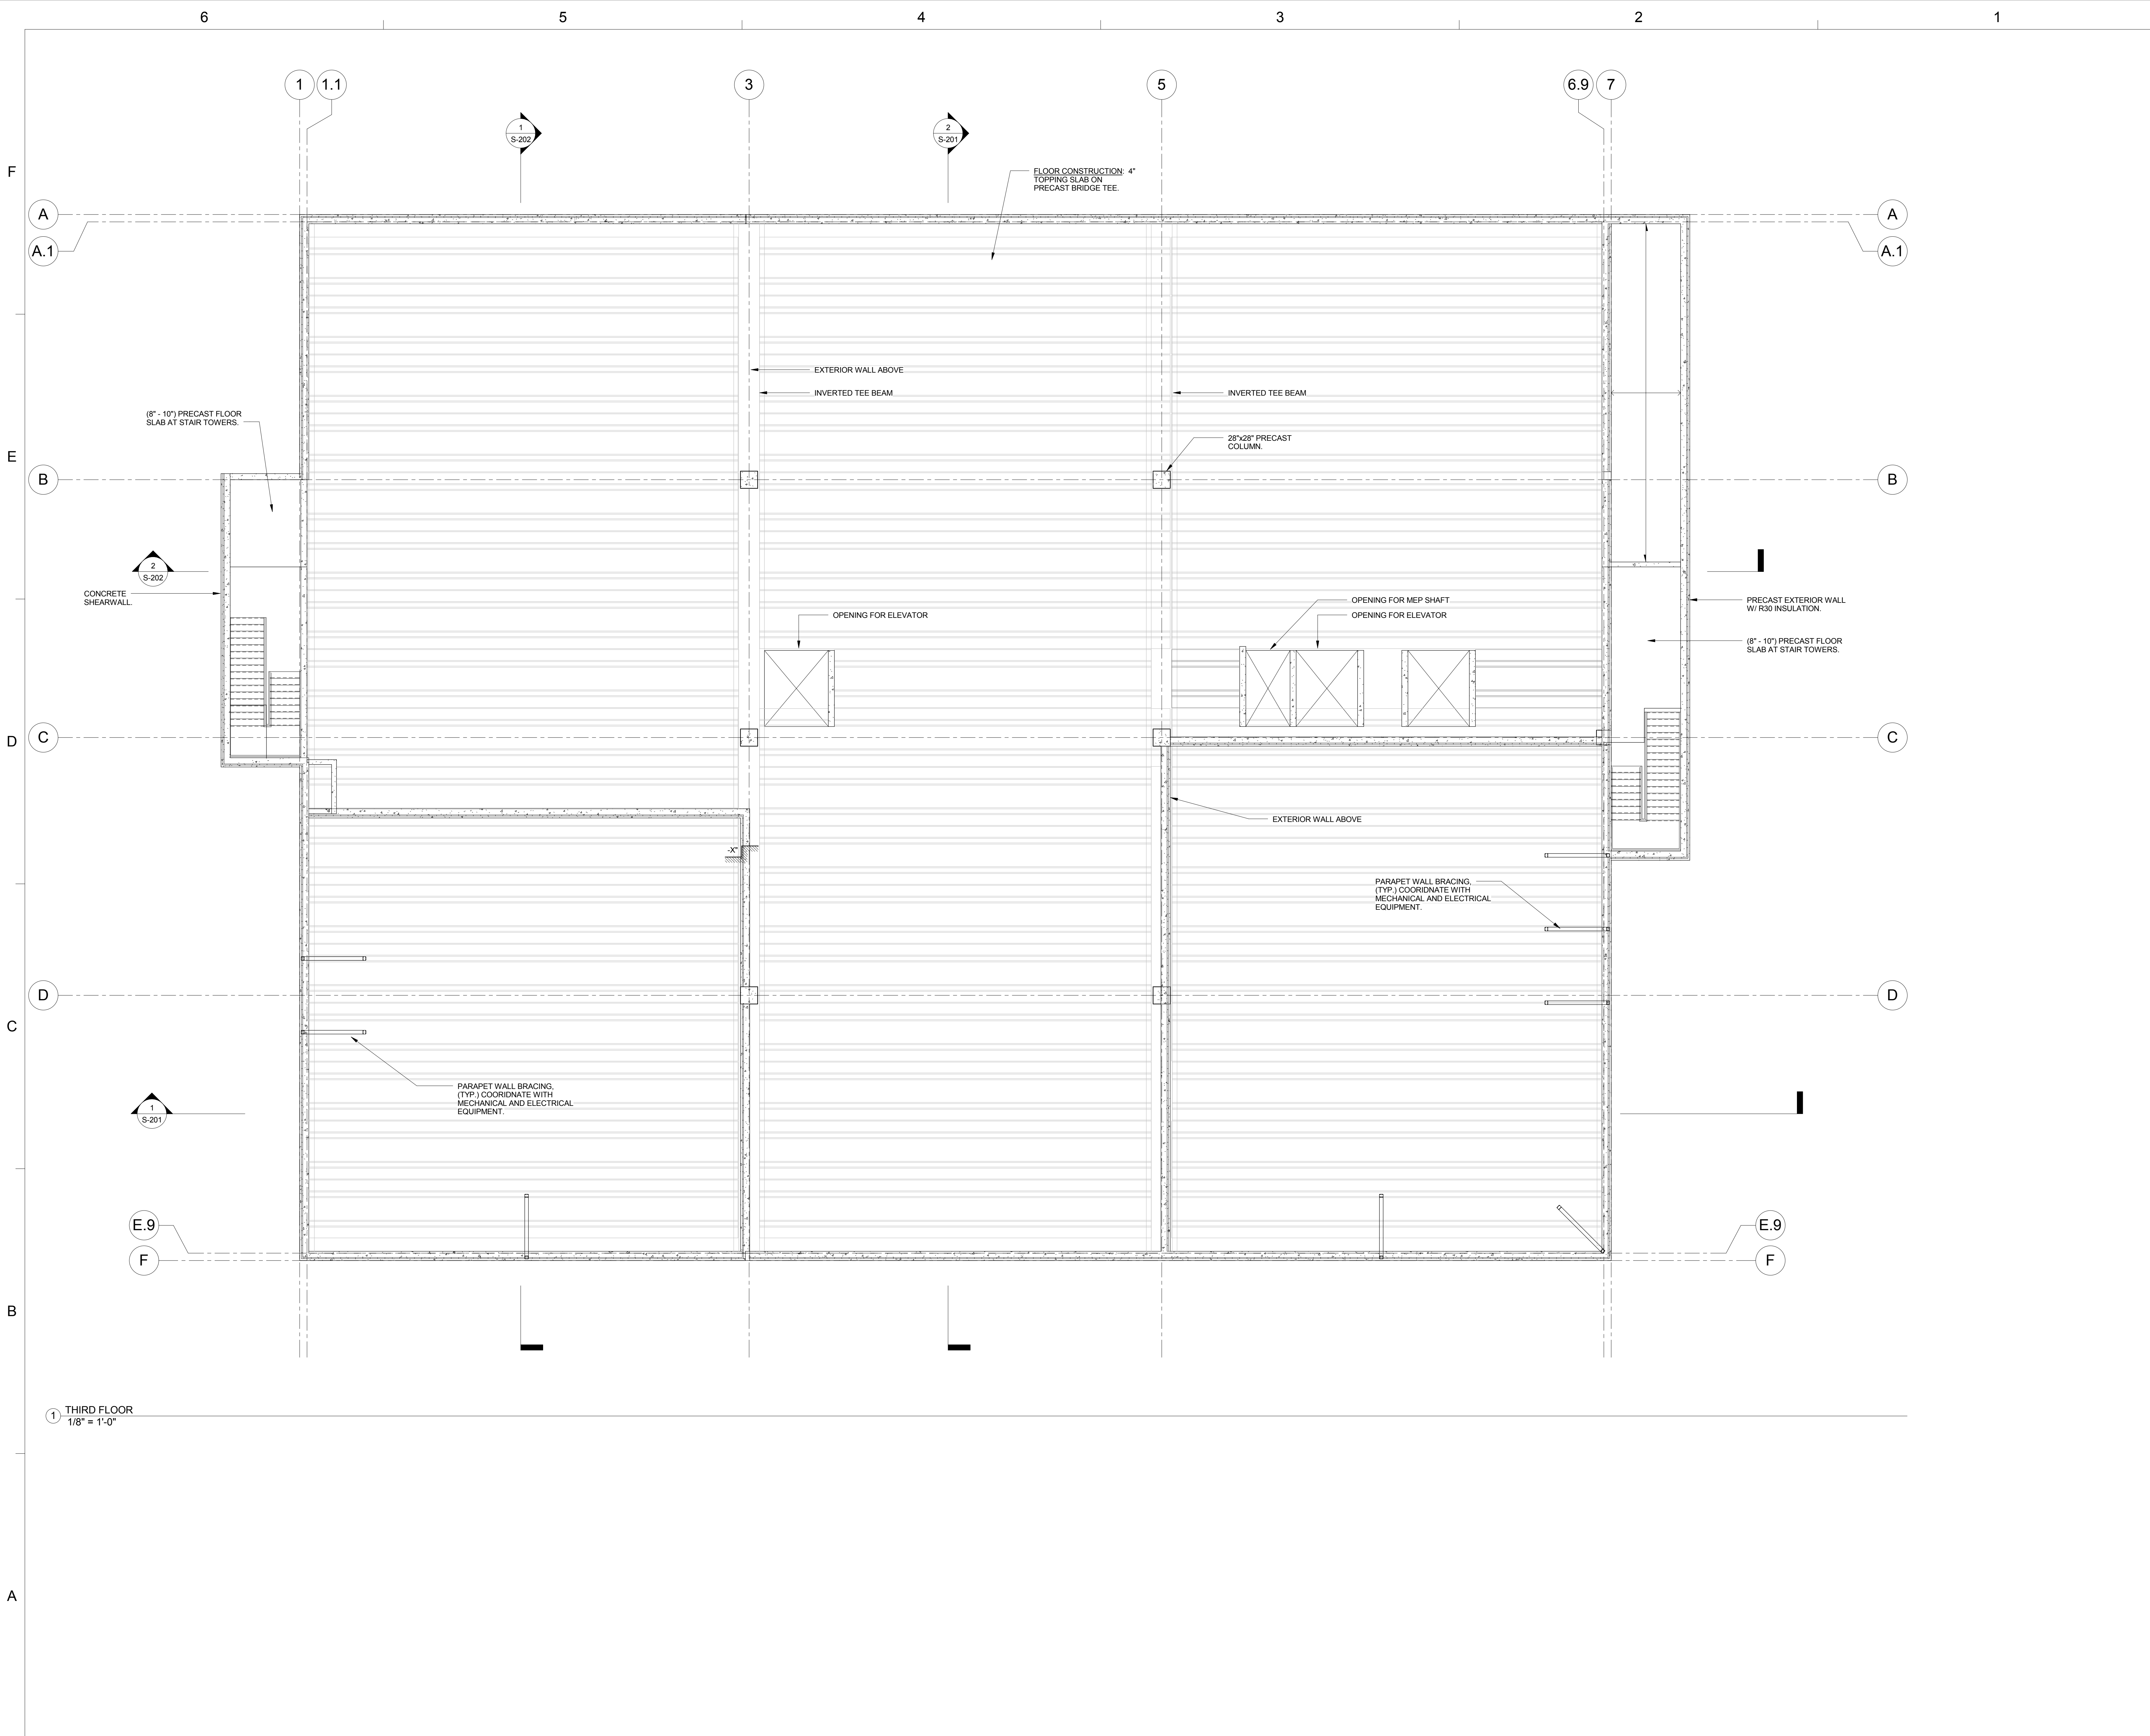 6 5 4 3 2 1
1 1.1 3 5 6.9 7
1
S-202
2
S-201
F
FLOOR CONSTRUCTION: 4"
TOPPING SLAB ON
PRECAST BRIDGE TEE.
A A
A.1 A.1
EXTERIOR WALL ABOVE
INVERTED TEE BEAM
INVERTED TEE BEAM
(8" - 10") PRECAST FLOOR
SLAB AT STAIR TOWERS.
28"x28" PRECAST
COLUMN.
E
B B
2
S-202
CONCRETE
SHEARWALL.
OPENING FOR MEP SHAFT
OPENING FOR ELEVATOR
OPENING FOR ELEVATOR
PRECAST EXTERIOR WALL
W/ R30 INSULATION.
(8" - 10") PRECAST FLOOR
SLAB AT STAIR TOWERS.
D
C C
EXTERIOR WALL ABOVE
-X"
PARAPET WALL BRACING,
(TYP.) COORIDNATE WITH
MECHANICAL AND ELECTRICAL
EQUIPMENT.
D D
C
PARAPET WALL BRACING,
(TYP.) COORIDNATE WITH
MECHANICAL AND ELECTRICAL
EQUIPMENT.
1
S-201
E.9 E.9
F F
B
1 THIRD FLOOR
1/8" = 1'-0"
A